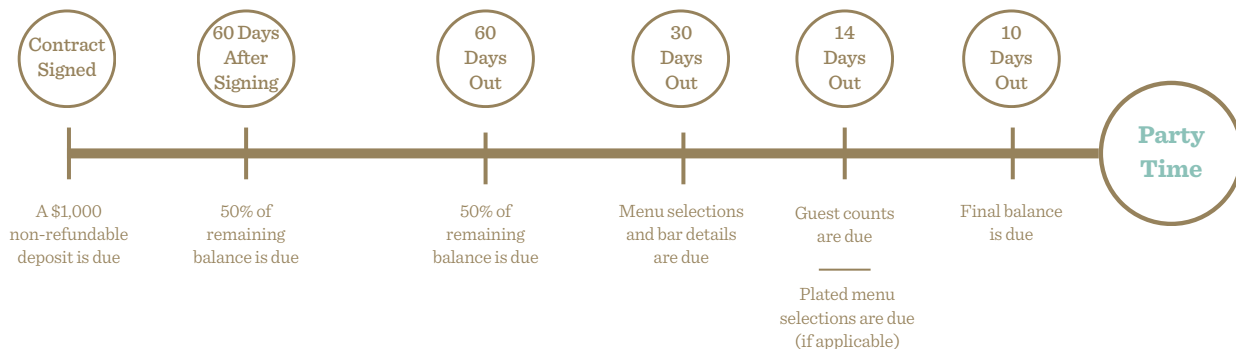 Contract
Signed
60 Days
After
Signing
60
Days
Out
30
Days
Out
14
Days
Out
10
Days
Out
Party
Time
A $1,000
non-refundable
deposit is due
50% of
remaining
balance is due
50% of
remaining
balance is due
Menu selections
and bar details
are due
Guest counts
are due
Plated menu
selections are due
(if applicable)
Final balance
is due